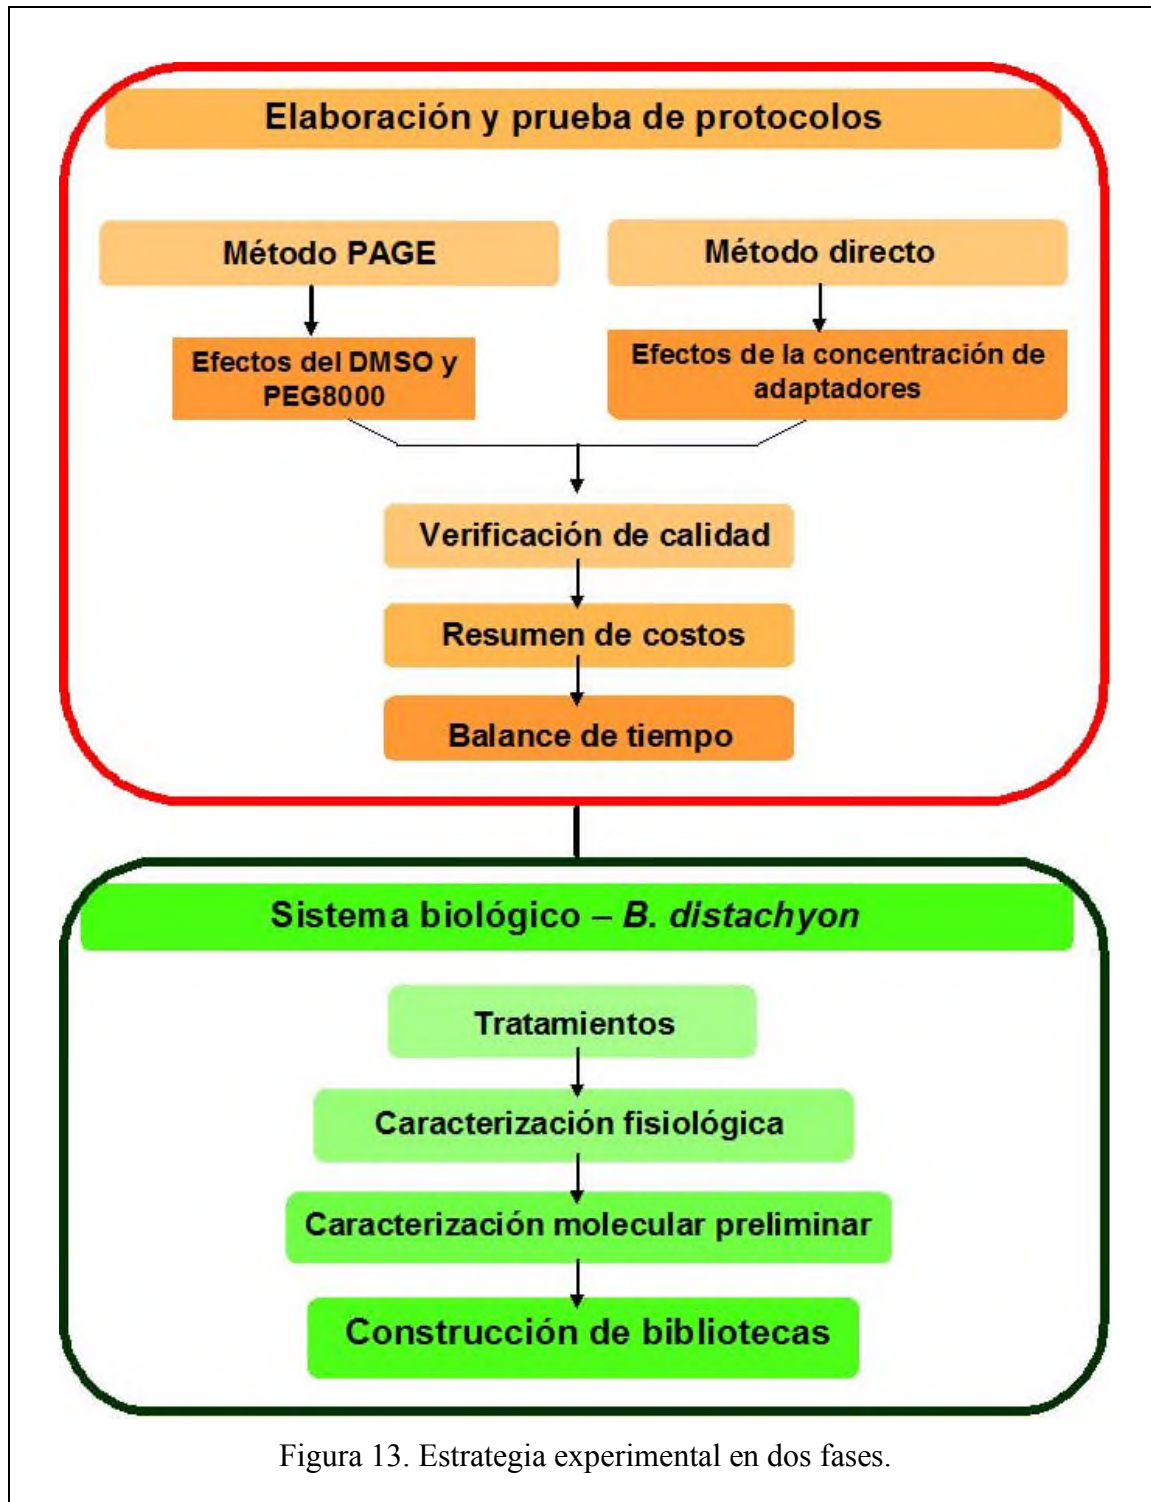 Elaboración y prueba de protocolos
Método PAGE
Método directo
Efectos del DMSO y
PEG8000
Efectos de la concentración de
adaptadores
Verificación de calidad
Resumen de costos
Balance de tiempo
Sistema biológico – B. distachyon
Tratamientos
Caracterización fisiológica
Caracterización molecular preliminar
Construcción de bibliotecas
Figura 13. Estrategia experimental en dos fases.